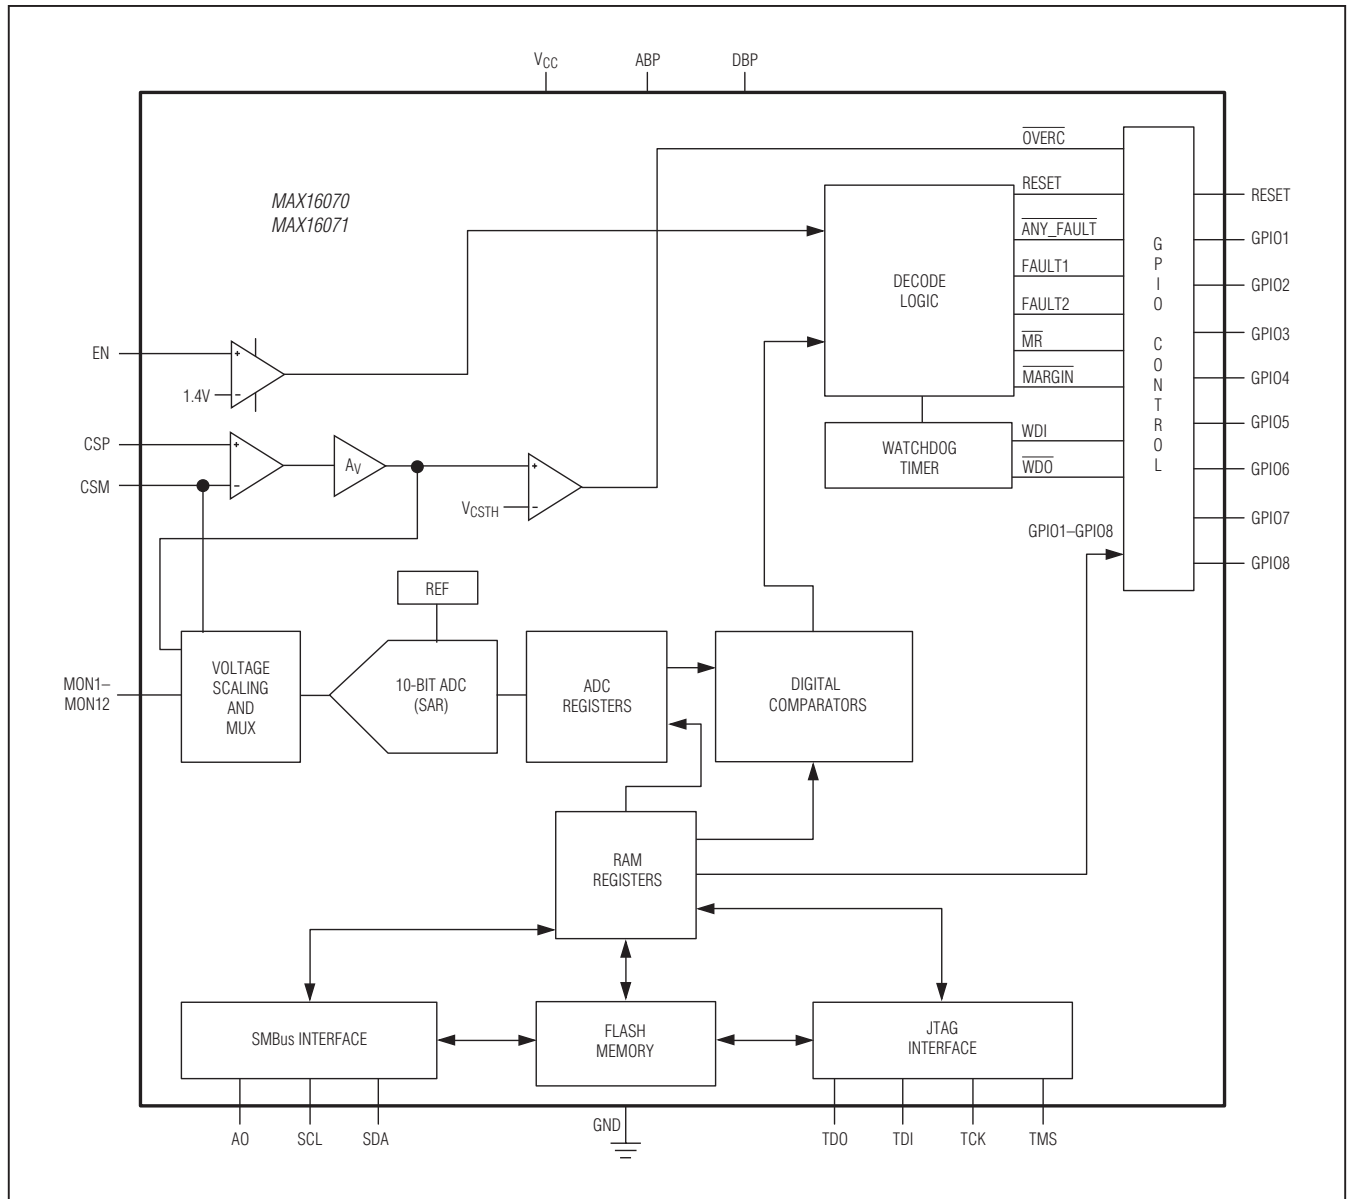 VCC ABP DBP
MAX16070
MAX16071
OVERC
RESET
ANY_FAULT
FAULT1
FAULT2
MR
MARGIN
DECODE
LOGIC
WATCHDOG
TIMER
WDI
WDO
GPIO1–GPIO8
GPIO CONTROL
RESET
GPIO1
GPIO2
GPIO3
GPIO4
GPIO5
GPIO6
GPIO7
GPIO8
EN
+
1.4V
−
CSP
+
CSM
−
AV
+
VCSTH
−
REF
MON1–
MON12
VOLTAGE
SCALING
AND
MUX
10-BIT ADC
(SAR)
ADC
REGISTERS
DIGITAL
COMPARATORS
RAM
REGISTERS
SMBus INTERFACE
FLASH
MEMORY
JTAG
INTERFACE
AO SCL SDA
GND
TDO TDI TCK TMS